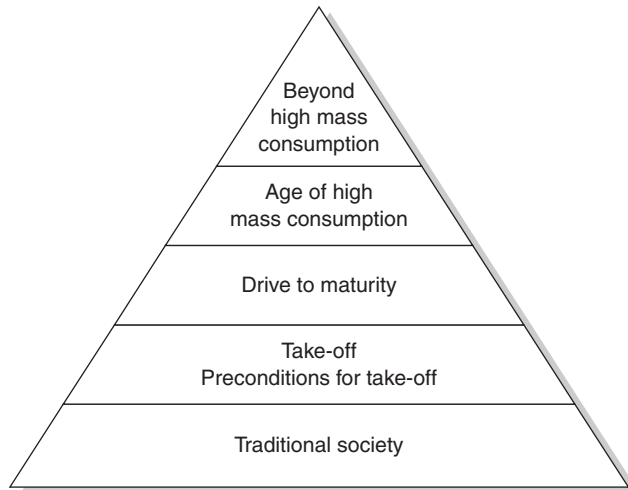 Beyond
high mass
consumption
Age of high
mass consumption
Drive to maturity
Take-off
Preconditions for take-off
Traditional society